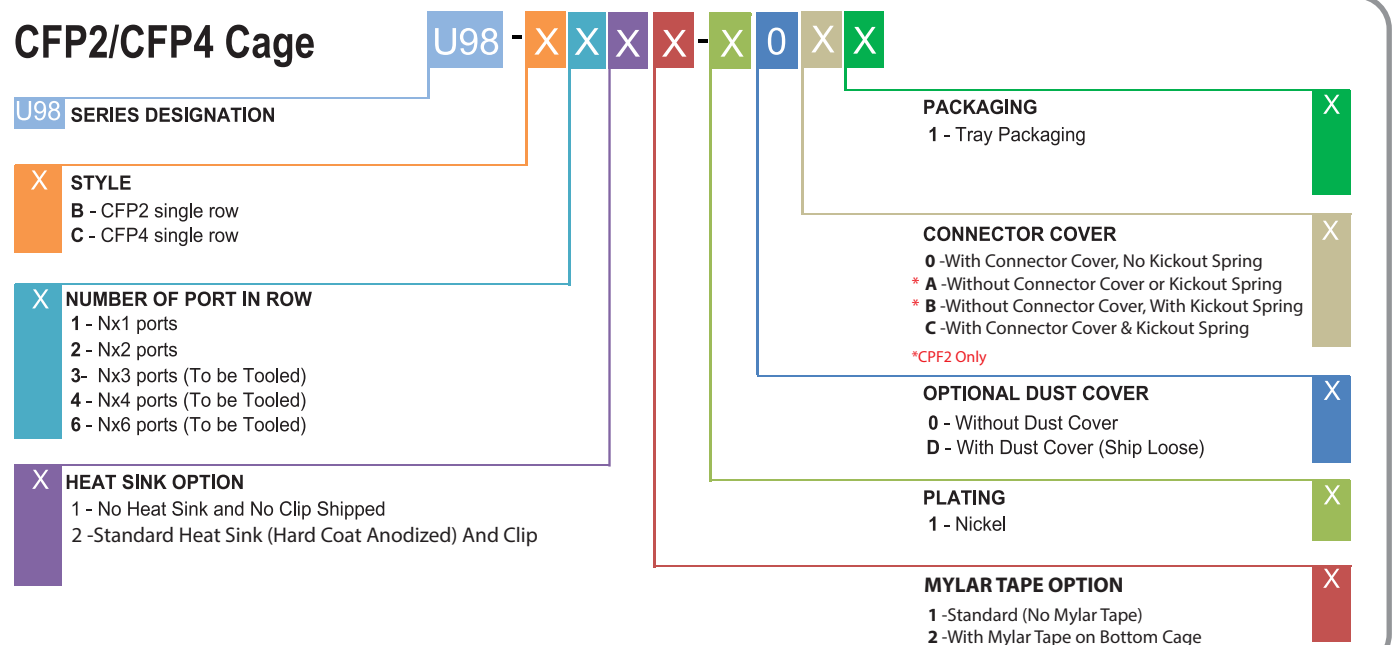 CFP2/CFP4 Cage
U98 - X X X X - X 0 X X
U98 SERIES DESIGNATION
X STYLE
B - CFP2 single row
C - CFP4 single row
X NUMBER OF PORT IN ROW
1 - Nx1 ports
2 - Nx2 ports
3- Nx3 ports (To be Tooled)
4 - Nx4 ports (To be Tooled)
6 - Nx6 ports (To be Tooled)
X HEAT SINK OPTION
1 - No Heat Sink and No Clip Shipped
2 -Standard Heat Sink (Hard Coat Anodized) And Clip
PACKAGING X
1 - Tray Packaging
CONNECTOR COVER X
0 -With Connector Cover, No Kickout Spring
* A -Without Connector Cover or Kickout Spring
* B -Without Connector Cover, With Kickout Spring
C -With Connector Cover & Kickout Spring
*CPF2 Only
OPTIONAL DUST COVER X
0 - Without Dust Cover
D - With Dust Cover (Ship Loose)
PLATING X
1 - Nickel
MYLAR TAPE OPTION X
1 -Standard (No Mylar Tape)
2 -With Mylar Tape on Bottom Cage